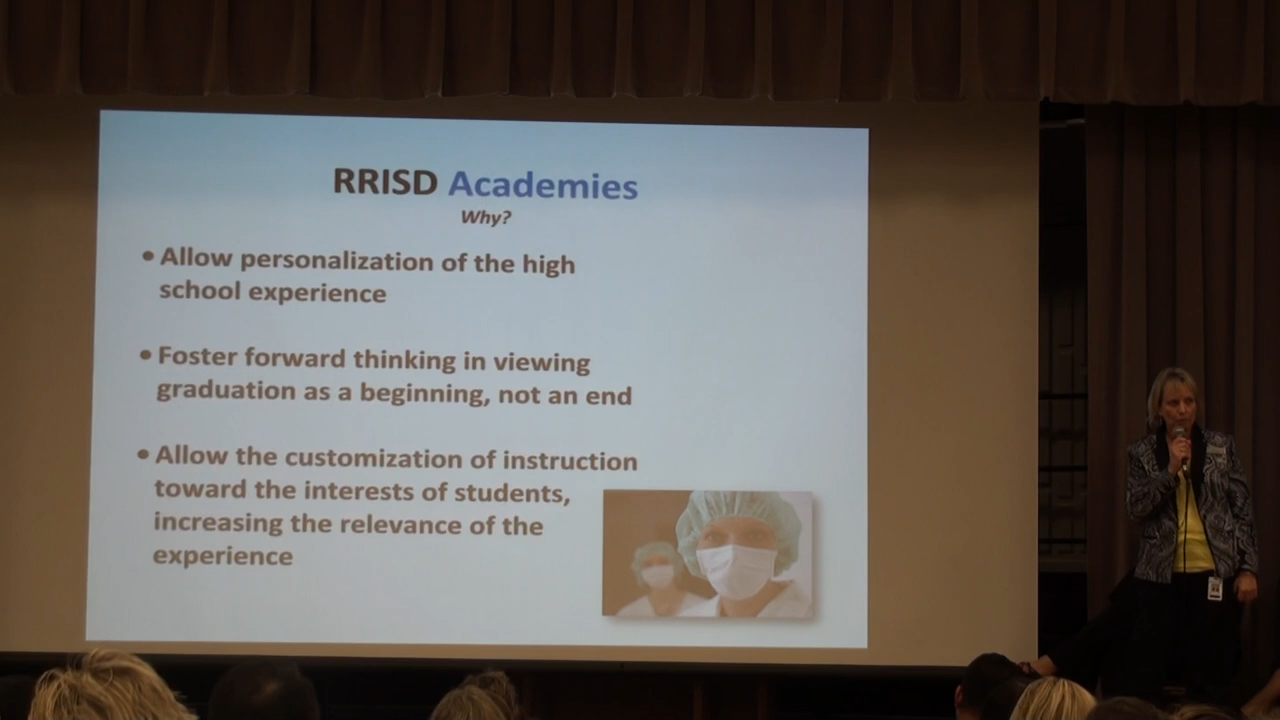 RRISD Academies
Why?
• Allow personalization of the high
school experience
• Foster forward thinking in viewing
graduation as a beginning, not an end
• Allow the customization of instruction
toward the interests of students,
increasing the relevance of the
experience